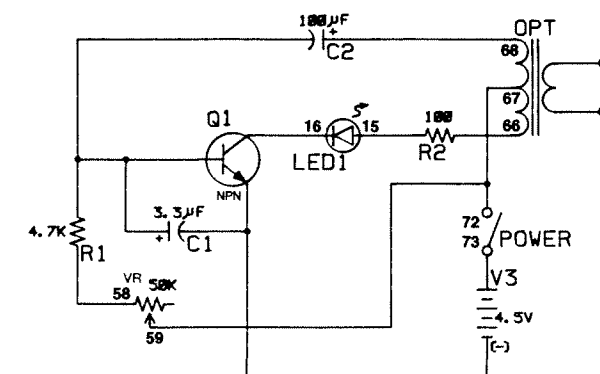 100µF
+
C2
OPT
68
67
66
Q1
16
15
100
LED1
R2
NPN
3.3µF
+
C1
4.7K
R1
VR
50K
58
59
72
73
POWER
V3
4.5V
(-)